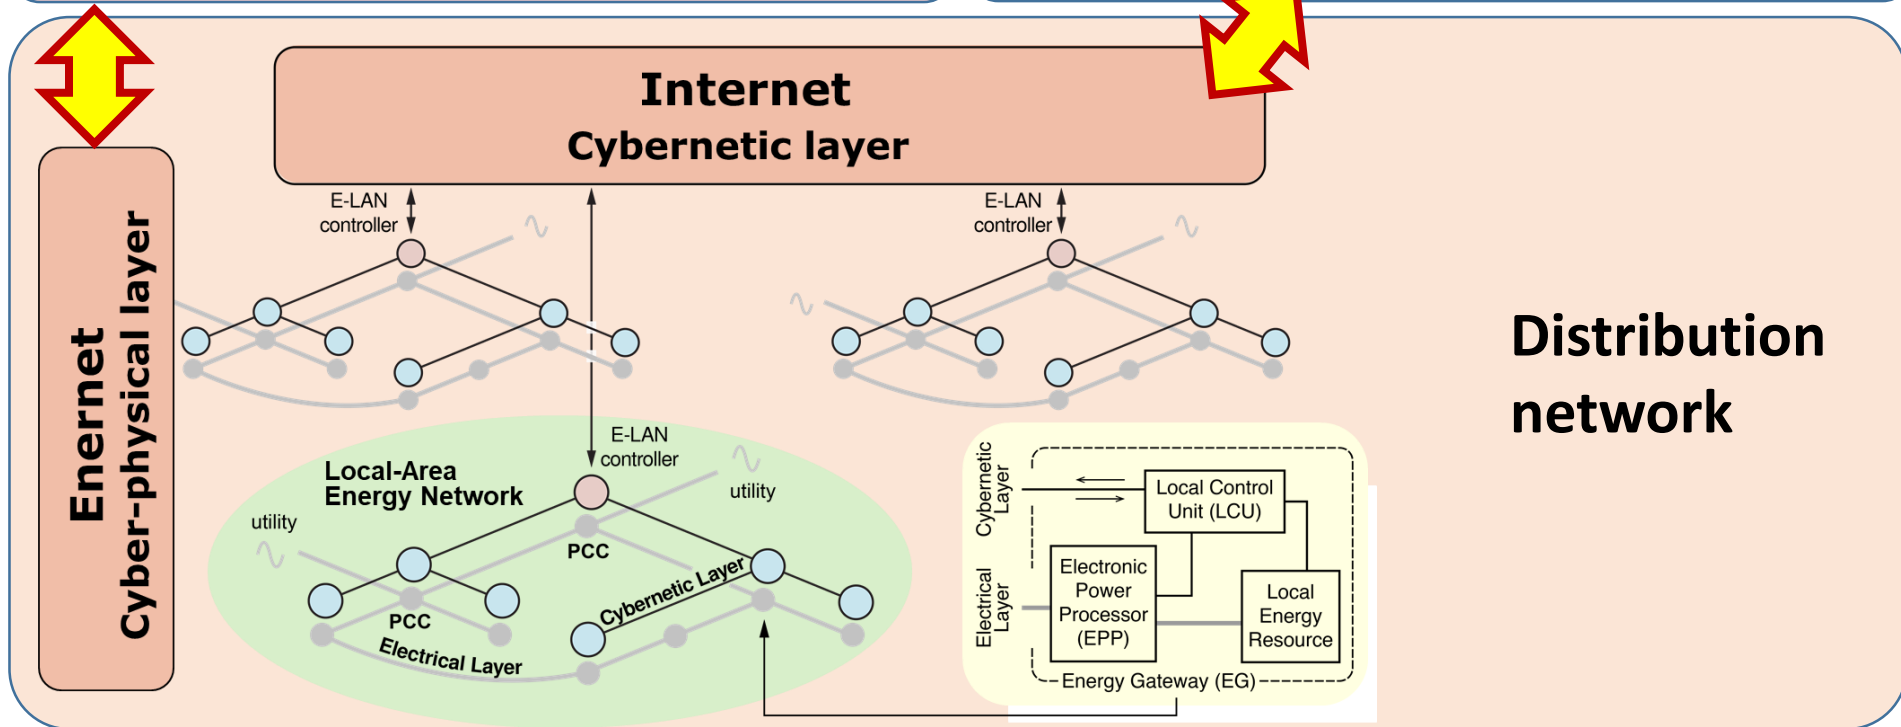 Internet
Cybernetic layer
Enernet
Cyber-physical layer
E-LAN
controller
E-LAN
controller
Distribution
network
E-LAN
controller
Local-Area
Energy Network
utility
utility
PCC
PCC
Cybernetic Layer
Electrical Layer
Cybernetic
Layer
Electrical
Layer
Local Control
Unit (LCU)
Electronic
Power
Processor
(EPP)
Local
Energy
Resource
Energy Gateway (EG)